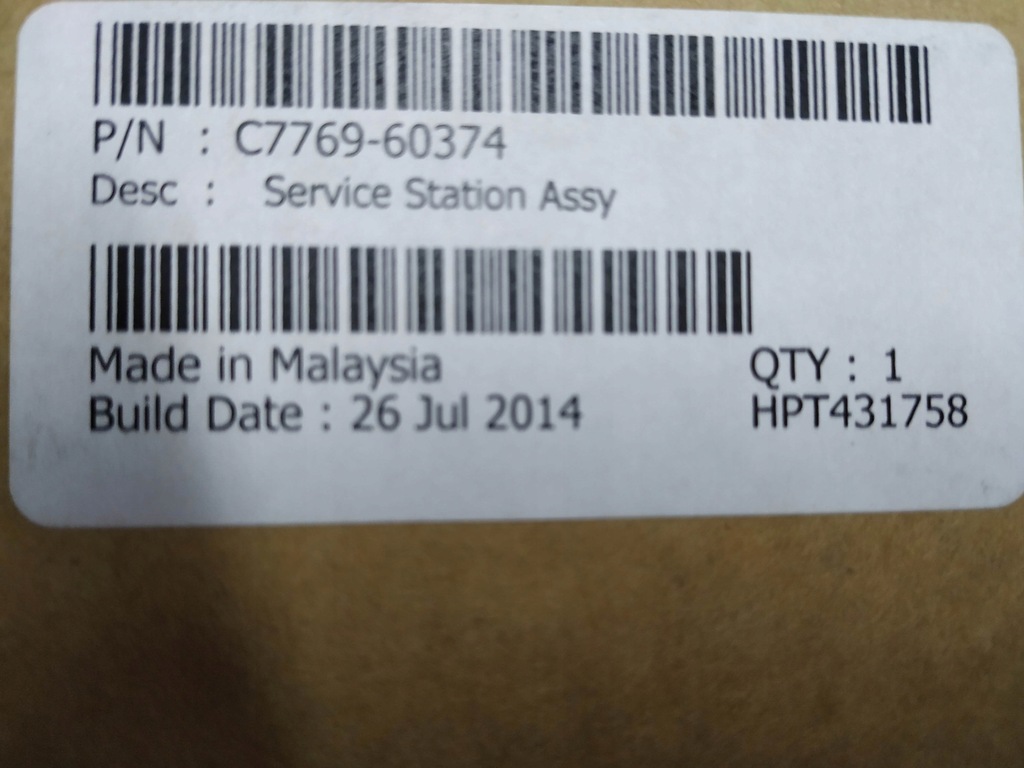 P/N : C7769-60374
Desc : Service Station Assy
Made in Malaysia QTY : 1
Build Date : 26 Jul 2014 HPT431758